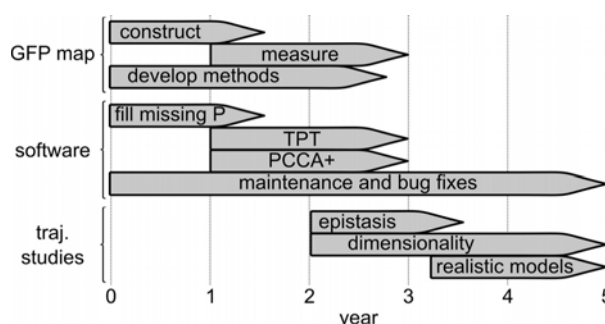 construct
GFP map
measure
develop methods
fill missing P
TPT
software
PCCA+
maintenance and bug fixes
epistasis
traj.
studies
dimensionality
realistic models
0 1 2 3 4 5
year